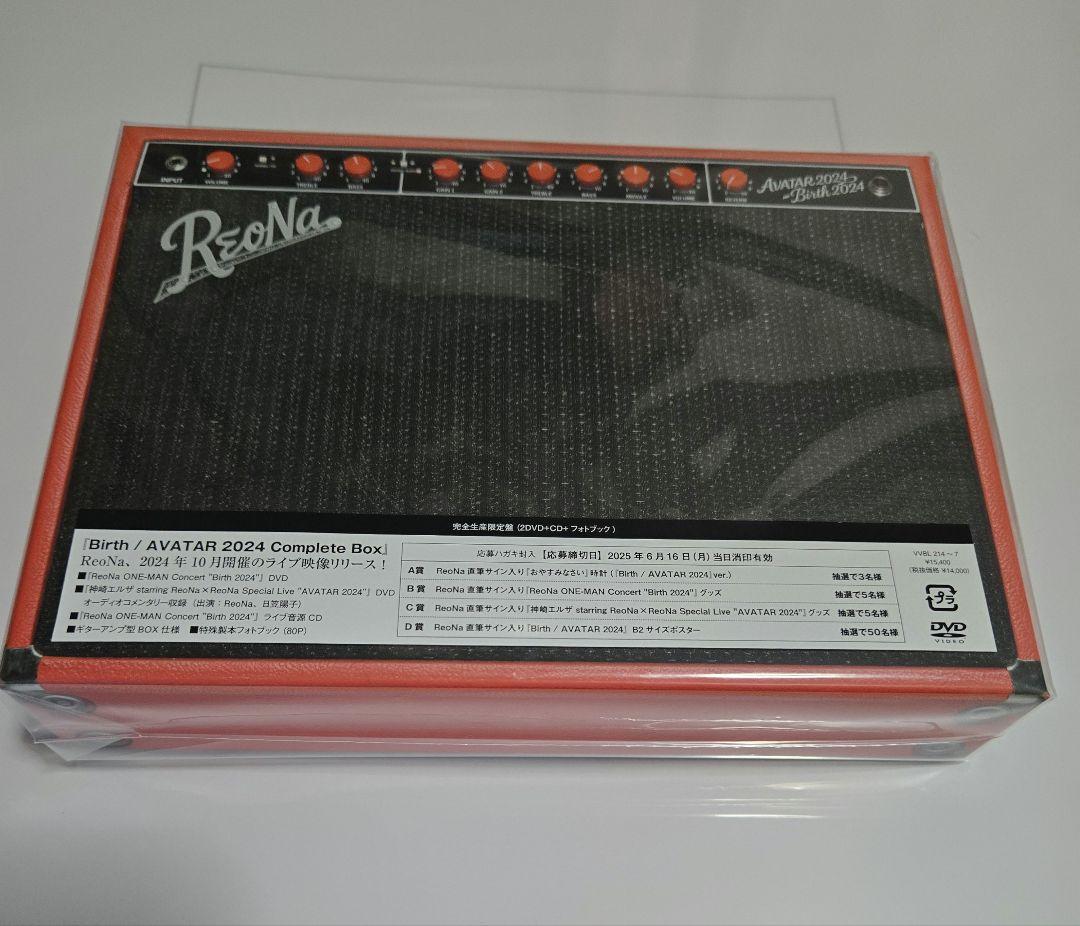 INPUT
VOLUME
TREBLE
BASS
GAIN 1
GAIN 2
TREBLE
BASS
MIDDLE
VOLUME
REVERB
AVATAR 2024
Birth 2024
ReoNa
完全生産限定盤 (2DVD+CD+フォトブック)
『Birth / AVATAR 2024 Complete Box』
ReoNa、2024 年 10 月開催のライブ映像リリース！
■『ReoNa ONE-MAN Concert "Birth 2024"』 DVD
■『神崎エルザ starring ReoNa×ReoNa Special Live "AVATAR 2024"』 DVD
オーディオコメンタリー収録（出演：ReoNa、日笠陽子）
■『ReoNa ONE-MAN Concert "Birth 2024"』 ライブ音源 CD
■ギターアンプ型 BOX 仕様 ■特殊製本フォトブック (80P)
応募ハガキ封入 【応募締切日】 2025 年 6 月 16 日 (月) 当日消印有効
A賞 ReoNa 直筆サイン入り『おやすみなさい』時計 (『Birth / AVATAR 2024』ver.) 抽選で3名様
B賞 ReoNa 直筆サイン入り『ReoNa ONE-MAN Concert "Birth 2024"』グッズ 抽選で5名様
C賞 ReoNa 直筆サイン入り『神崎エルザ starring ReoNa×ReoNa Special Live "AVATAR 2024"』グッズ 抽選で5名様
D賞 ReoNa 直筆サイン入り『Birth / AVATAR 2024』 B2 サイズポスター 抽選で50名様
VVBL 214～7
¥15,400
(税抜価格 ¥14,000)
プラ
DVD
VIDEO